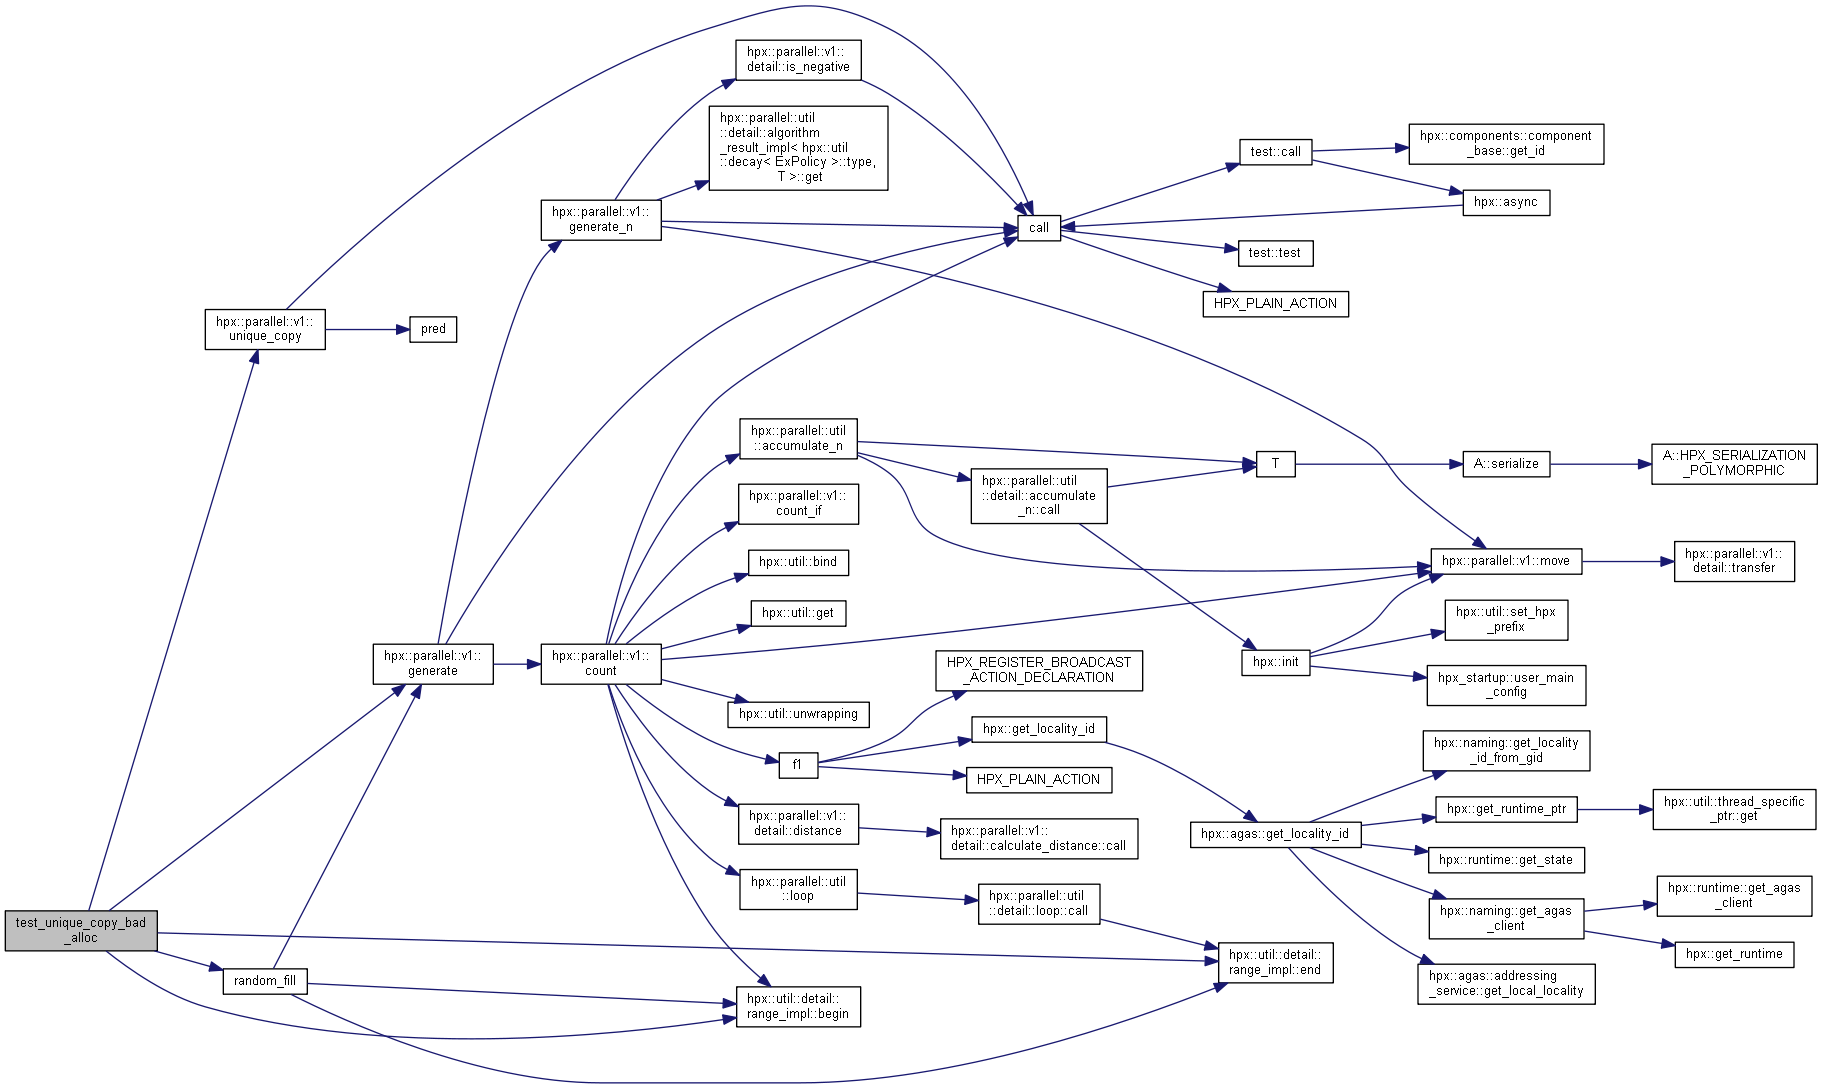 hpx::parallel::v1::
detail::is_negative
hpx::parallel::util
::detail::algorithm
_result_impl< hpx::util
::decay< ExPolicy >::type,
T >::get
hpx::parallel::v1::
generate_n
call
test::call
hpx::components::component
_base::get_id
hpx::async
test::test
HPX_PLAIN_ACTION
hpx::parallel::v1::
unique_copy
pred
hpx::parallel::util
::accumulate_n
hpx::parallel::util
::detail::accumulate
_n::call
T
A::serialize
A::HPX_SERIALIZATION
_POLYMORPHIC
hpx::parallel::v1::
count_if
hpx::util::bind
hpx::util::get
hpx::parallel::v1::move
hpx::parallel::v1::
detail::transfer
hpx::util::set_hpx
_prefix
hpx::init
hpx_startup::user_main
_config
hpx::parallel::v1::
generate
hpx::parallel::v1::
count
HPX_REGISTER_BROADCAST
_ACTION_DECLARATION
hpx::util::unwrapping
hpx::get_locality_id
f1
HPX_PLAIN_ACTION
hpx::naming::get_locality
_id_from_gid
hpx::get_runtime_ptr
hpx::util::thread_specific
_ptr::get
hpx::parallel::v1::
detail::distance
hpx::parallel::v1::
detail::calculate_distance::call
hpx::agas::get_locality_id
hpx::runtime::get_state
hpx::parallel::util
::loop
hpx::parallel::util
::detail::loop::call
hpx::naming::get_agas
_client
hpx::runtime::get_agas
_client
hpx::get_runtime
test_unique_copy_bad
_alloc
random_fill
hpx::util::detail::
range_impl::end
hpx::agas::addressing
_service::get_local_locality
hpx::util::detail::
range_impl::begin